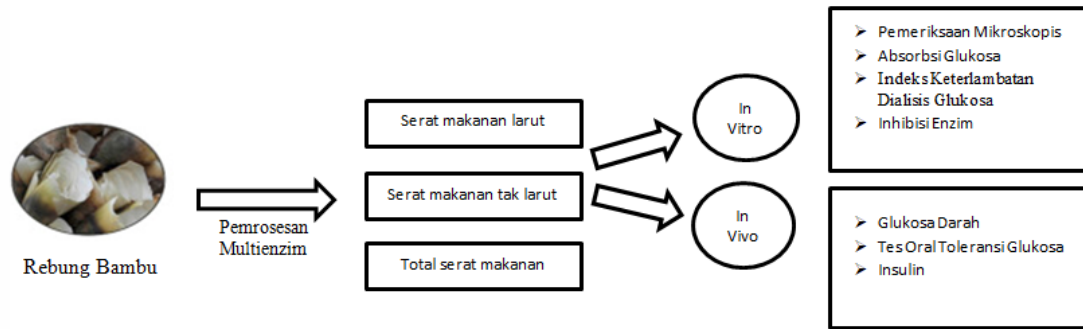 Rebung Bambu
Pemrosesan
Multienzim
Serat makanan larut
Serat makanan tak larut
Total serat makanan
In
Vitro
In
Vivo
Pemeriksaan Mikroskopis
Absorbsi Glukosa
Indeks Keterlambatan
Dialisis Glukosa
Inhibisi Enzim
Glukosa Darah
Tes Oral Toleransi Glukosa
Insulin